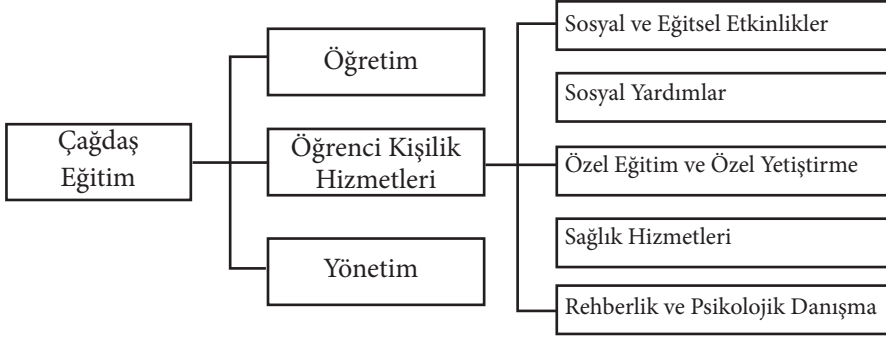 Çağdaş
Eğitim
Öğretim
Öğrenci Kişilik
Hizmetleri
Yönetim
Sosyal ve Eğitsel Etkinlikler
Sosyal Yardımlar
Özel Eğitim ve Özel Yetiştirme
Sağlık Hizmetleri
Rehberlik ve Psikolojik Danışma